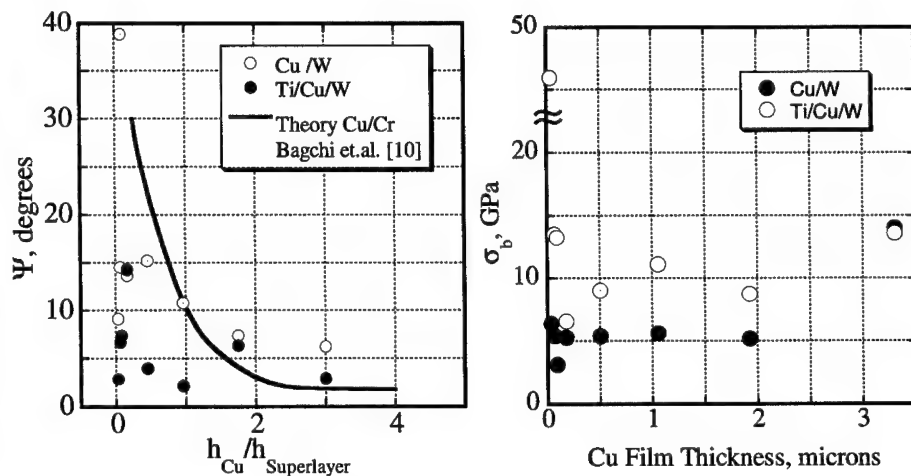 40
30
20
10
0
Ψ, degrees
Cu /W
Ti/Cu/W
Theory Cu/Cr
Bagchi et.al. [10]
0 2 4
h_Cu/h_Superlayer
0 1 2 3
50
20
10
0
σ_b, GPa
Cu/W
Ti/Cu/W
Cu Film Thickness, microns